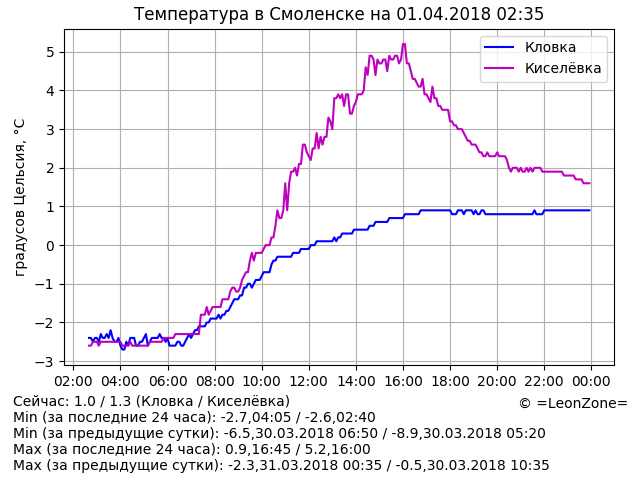 Температура в Смоленске на 01.04.2018 02:35
градусов Цельсия, °C
5
4
3
2
1
0
−1
−2
−3
Кловка
Киселёвка
02:00 04:00 06:00 08:00 10:00 12:00 14:00 16:00 18:00 20:00 22:00 00:00
Сейчас: 1.0 / 1.3 (Кловка / Киселёвка)
© =LeonZone=
Min (за последние 24 часа): -2.7,04:05 / -2.6,02:40
Min (за предыдущие сутки): -6.5,30.03.2018 06:50 / -8.9,30.03.2018 05:20
Max (за последние 24 часа): 0.9,16:45 / 5.2,16:00
Max (за предыдущие сутки): -2.3,31.03.2018 00:35 / -0.5,30.03.2018 10:35